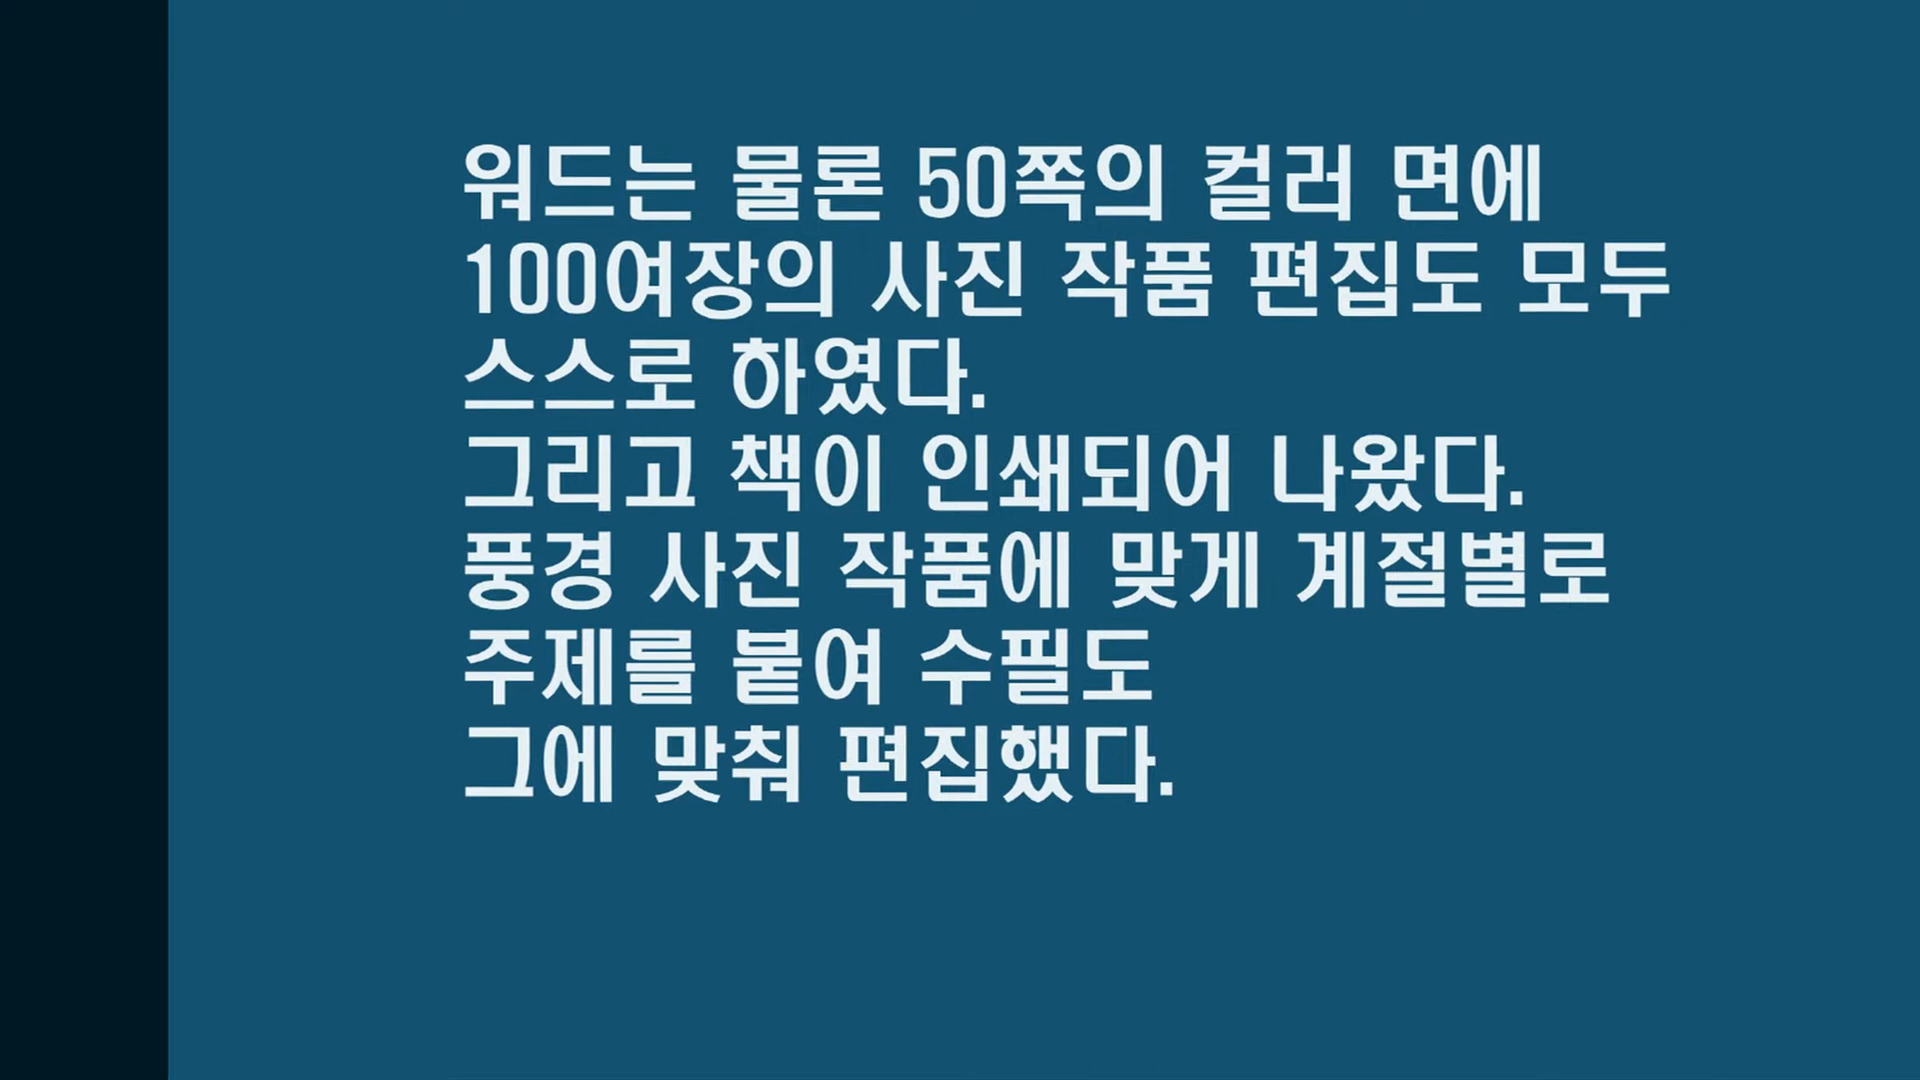 워드는 물론 50쪽의 컬러 면에
100여장의 사진 작품 편집도 모두
스스로 하였다.
그리고 책이 인쇄되어 나왔다.
풍경 사진 작품에 맞게 계절별로
주제를 붙여 수필도
그에 맞춰 편집했다.